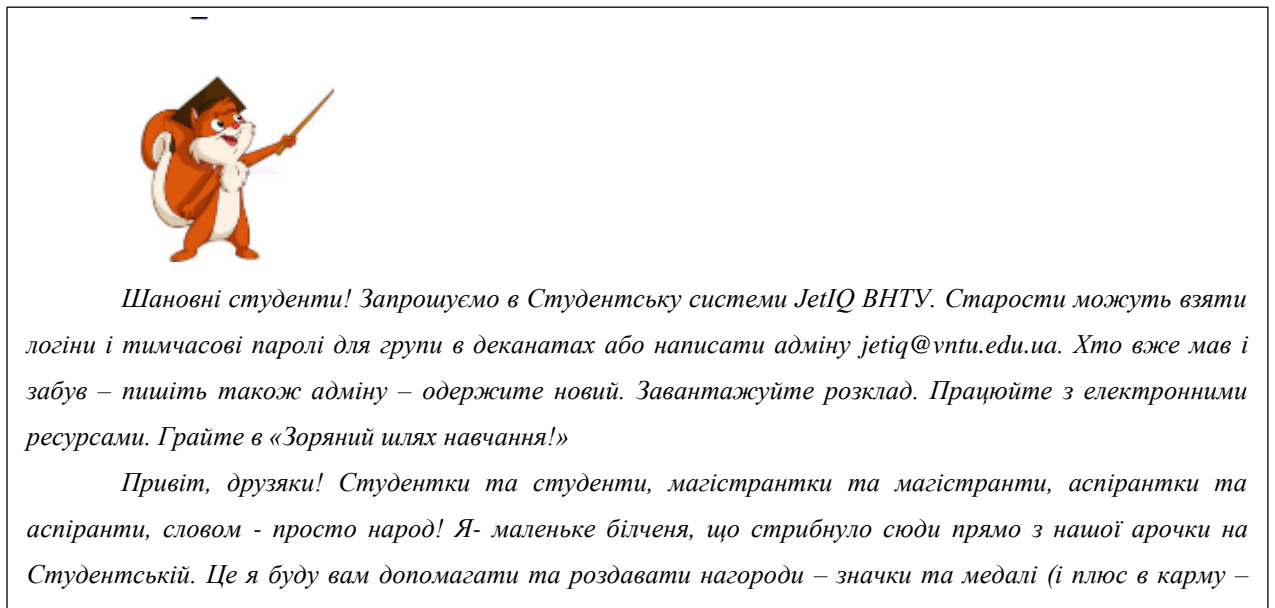 Шановні студенти! Запрошуємо в Студентську системи JetIQ ВНТУ. Старости можуть взяти
логіни і тимчасові паролі для групи в деканатах або написати адміну jetiq@vntu.edu.ua. Хто вже мав і
забув – пишіть також адміну – одержите новий. Завантажуйте розклад. Працюйте з електронними
ресурсами. Грайте в «Зоряний шлях навчання!»
Привіт, друзяки! Студентки та студенти, магістрантки та магістранти, аспірантки та
аспіранти, словом - просто народ! Я- маленьке білченя, що стрибнуло сюди прямо з нашої арочки на
Студентській. Це я буду вам допомагати та роздавати нагороди – значки та медалі (і плюс в карму –